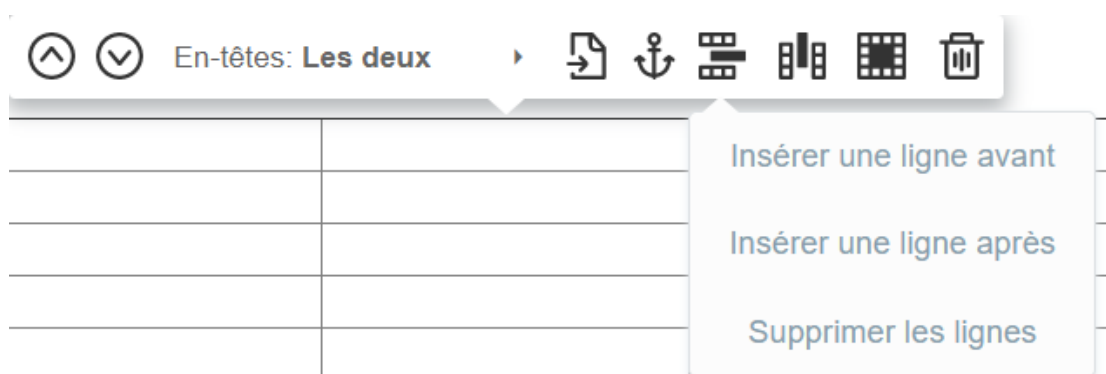 En-têtes: Les deux
Insérer une ligne avant
Insérer une ligne après
Supprimer les lignes